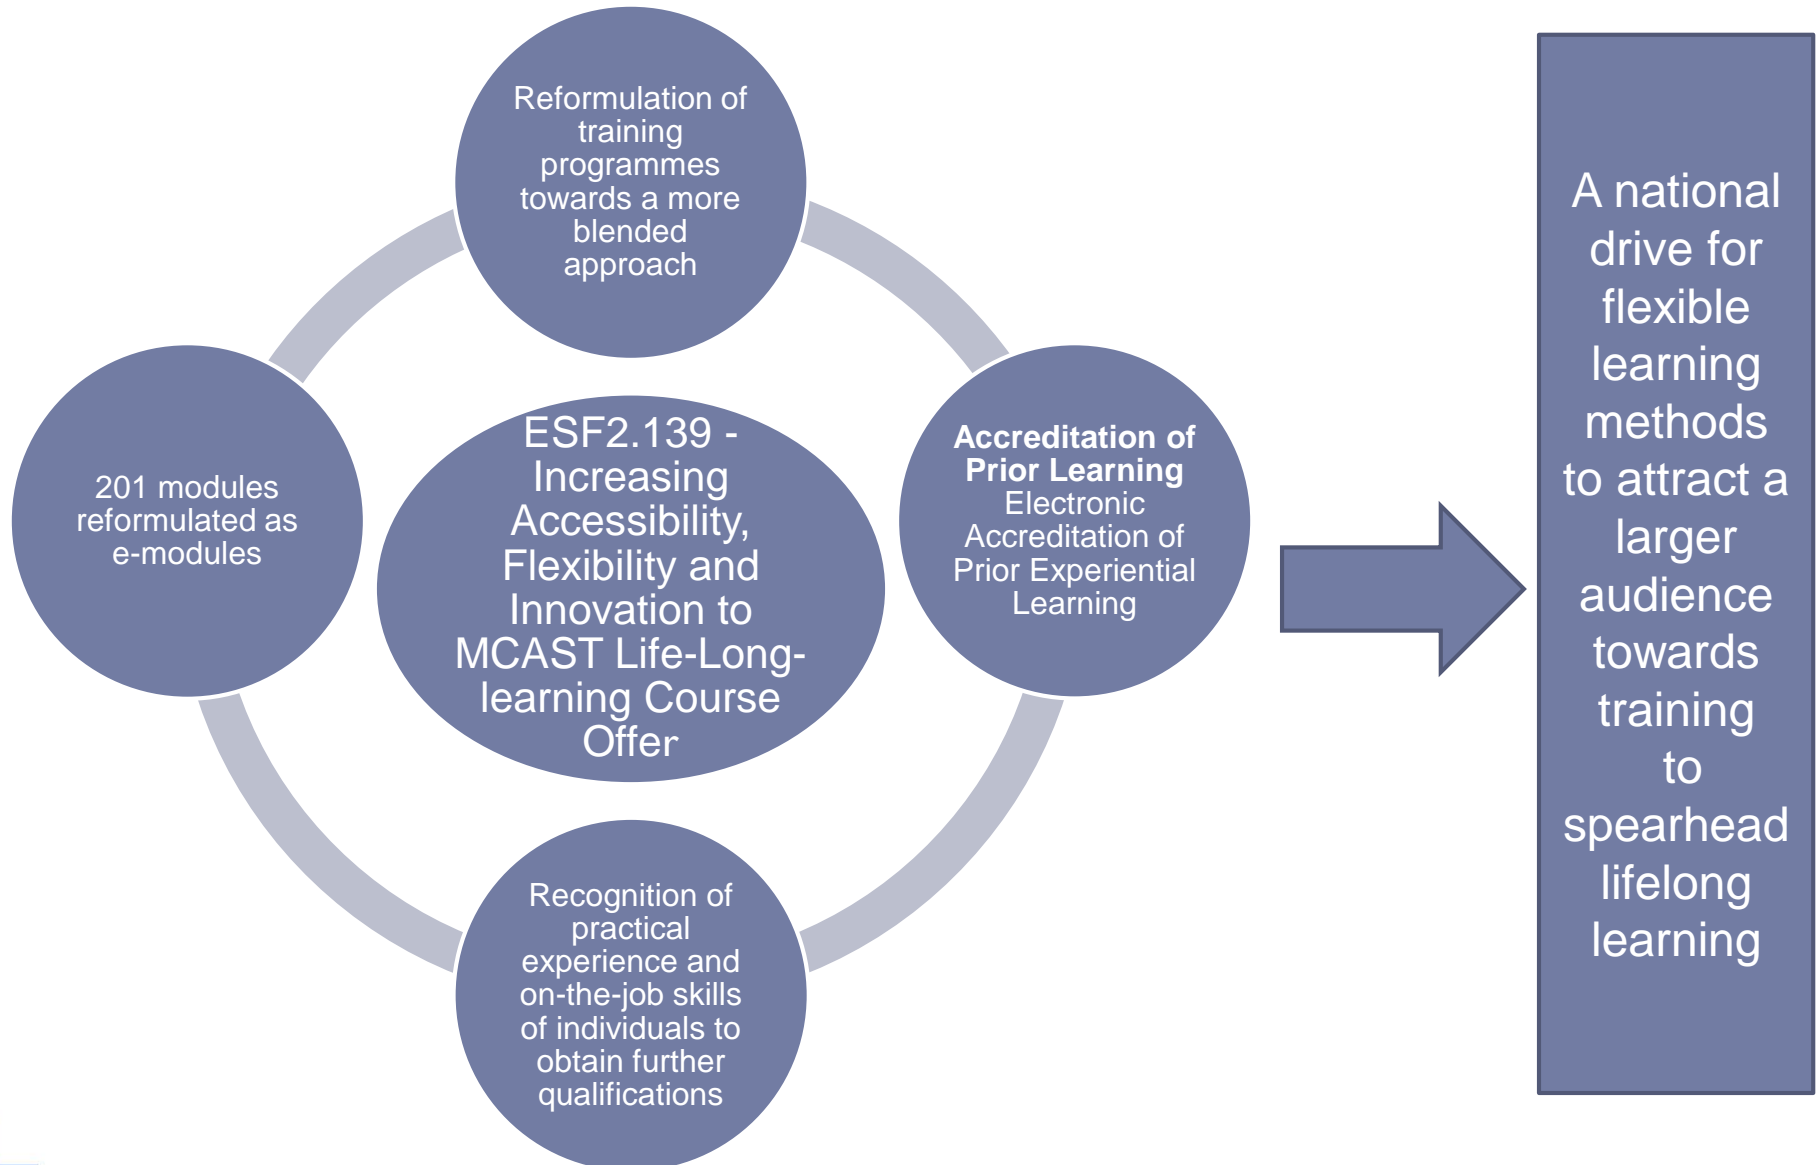 Reformulation of
training
programmes
towards a more
blended
approach
201 modules
reformulated as
e-modules
ESF2.139 -
Increasing
Accessibility,
Flexibility and
Innovation to
MCAST Life-Long-
learning Course
Offer
Accreditation of
Prior Learning
Electronic
Accreditation of
Prior Experiential
Learning
Recognition of
practical
experience and
on-the-job skills
of individuals to
obtain further
qualifications
A national
drive for
flexible
learning
methods
to attract a
larger
audience
towards
training
to
spearhead
lifelong
learning